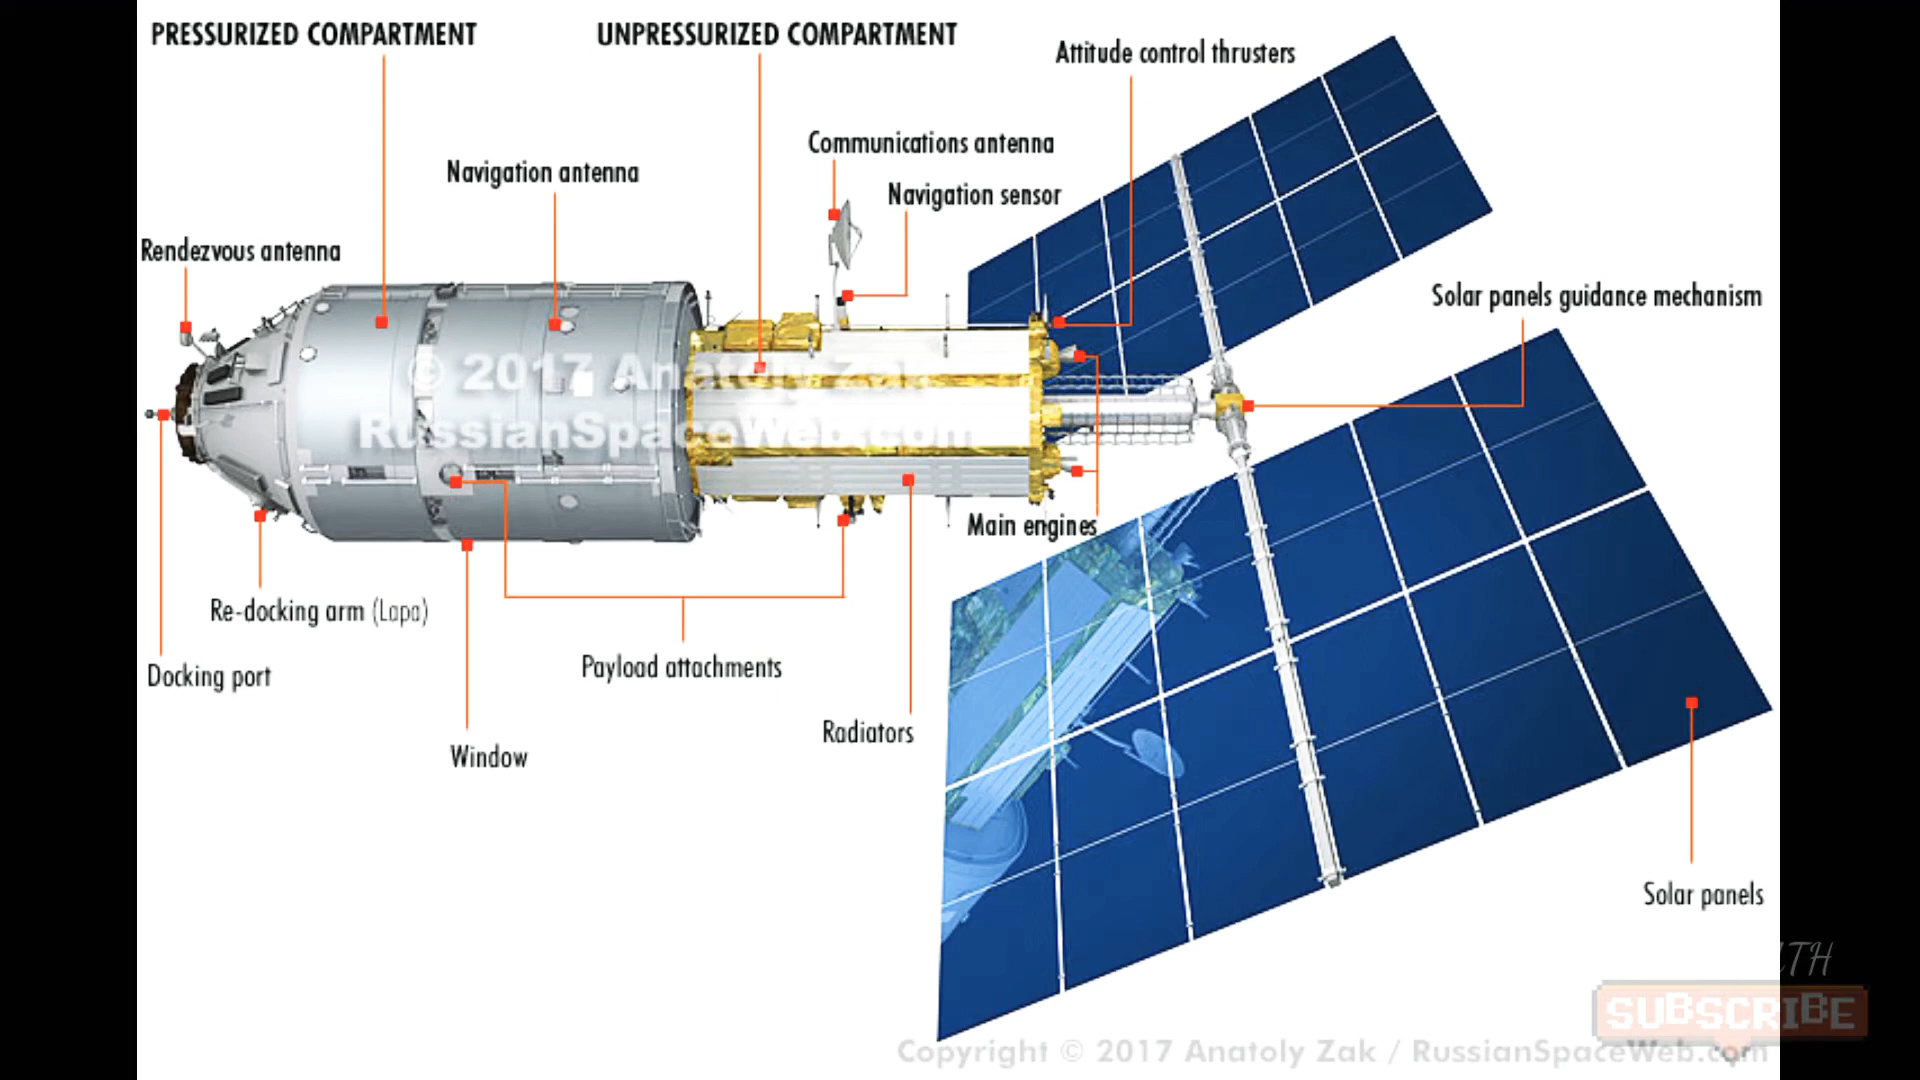 PRESSURIZED COMPARTMENT
UNPRESSURIZED COMPARTMENT
Attitude control thrusters
Communications antenna
Navigation antenna
Navigation sensor
Rendezvous antenna
Solar panels guidance mechanism
© 2017 Anatoly Zak
RussianSpaceWeb.com
Main engines
Re-docking arm (Lapa)
Docking port
Payload attachments
Radiators
Window
Solar panels
SUBSCRIBE
Copyright © 2017 Anatoly Zak / RussianSpaceWeb.com